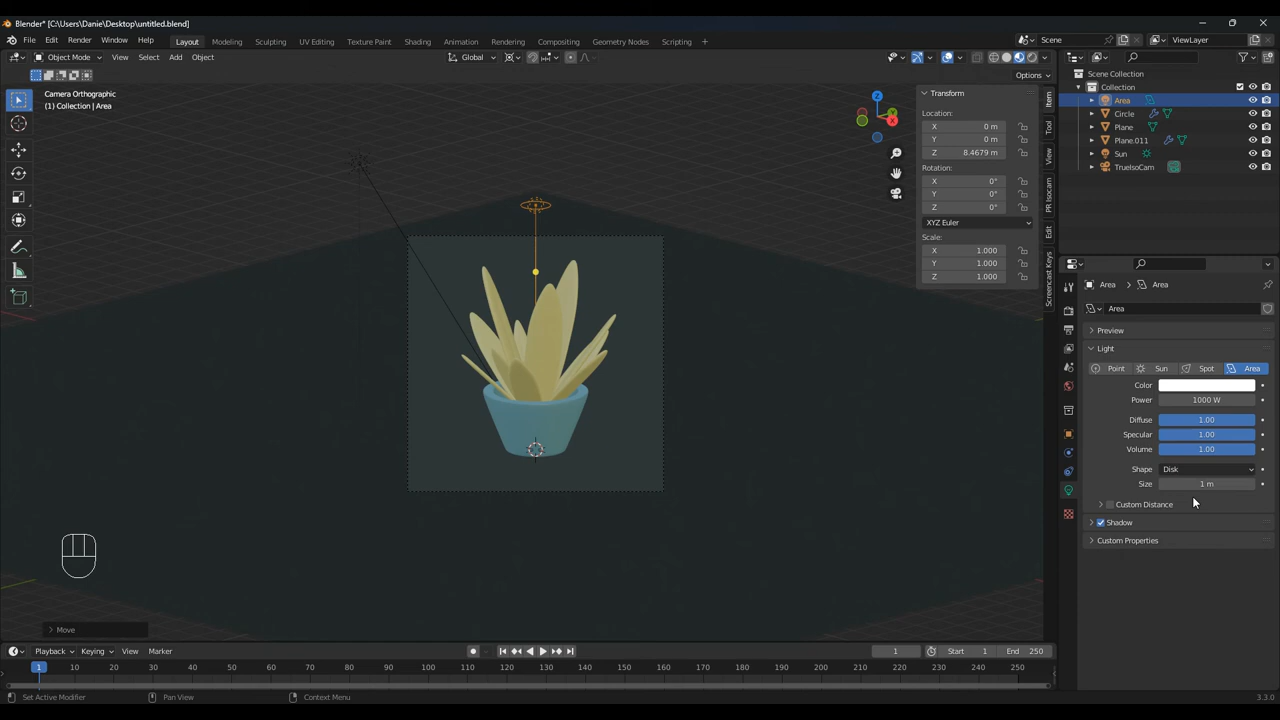 Blender* [C:\Users\Danie\Desktop\untitled.blend]
File Edit Render Window Help Layout Modeling Sculpting UV Editing Texture Paint Shading Animation Rendering Compositing Geometry Nodes Scripting + Scene ViewLayer
Object Mode View Select Add Object Global
Options
Camera Orthographic
(1) Collection | Area
Z
X
Transform
Location:
X 0 m
Y 0 m
Z 8.4679 m
Rotation:
X 0°
Y 0°
Z 0°
XYZ Euler
Scale:
X 1.000
Y 1.000
Z 1.000
Item
Tool
View
PR Isocam
Edit
Screencast Keys
Scene Collection
Collection
Area
Circle
Plane
Plane.011
Sun
TrueIsoCam
Area > Area
Area
Preview
Light
Point Sun Spot Area
Color
Power 1000 W
Diffuse 1.00
Specular 1.00
Volume 1.00
Shape Disk
Size 1 m
Custom Distance
Shadow
Custom Properties
Move
Playback Keying View Marker 1 Start 1 End 250
1 10 20 30 40 50 60 70 80 90 100 110 120 130 140 150 160 170 180 190 200 210 220 230 240 250
Set Active Modifier Pan View Context Menu 3.3.0